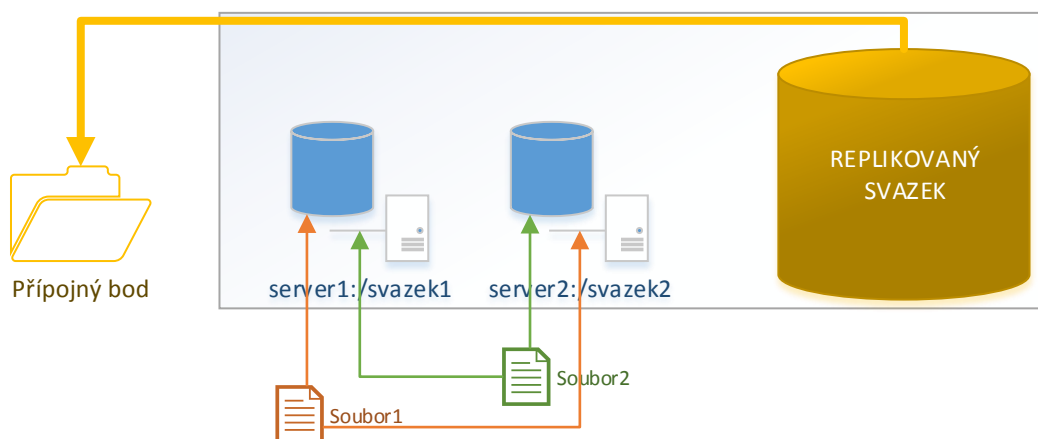 REPLIKOVANÝ
SVAZEK
Přípojný bod
server1:/svazek1
server2:/svazek2
Soubor2
Soubor1